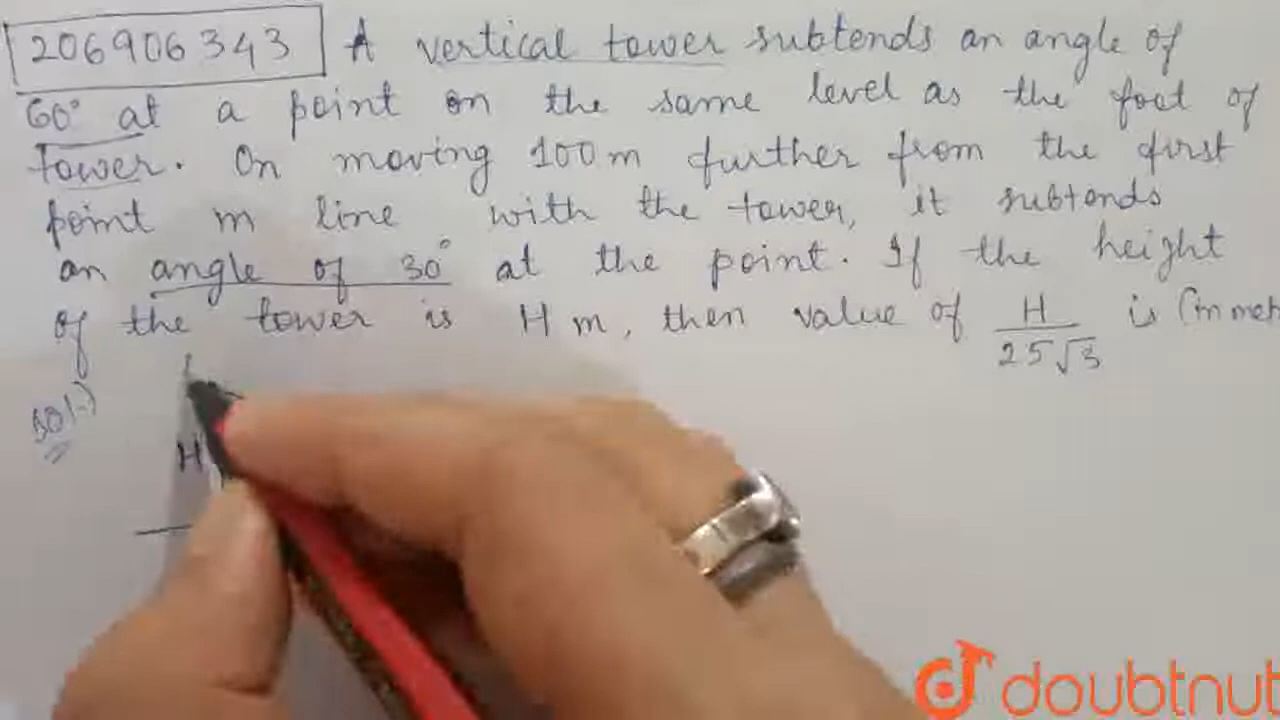 206906343 A vertical tower subtends an angle of
60° at a point on the same level as the foot of
tower. On moving 100m further from the first
point in line with the tower, it subtends
an angle of 30° at the point. If the height
of the tower is H m, then value of H/25√3 is (in met
Sol.)
H
doubtnut